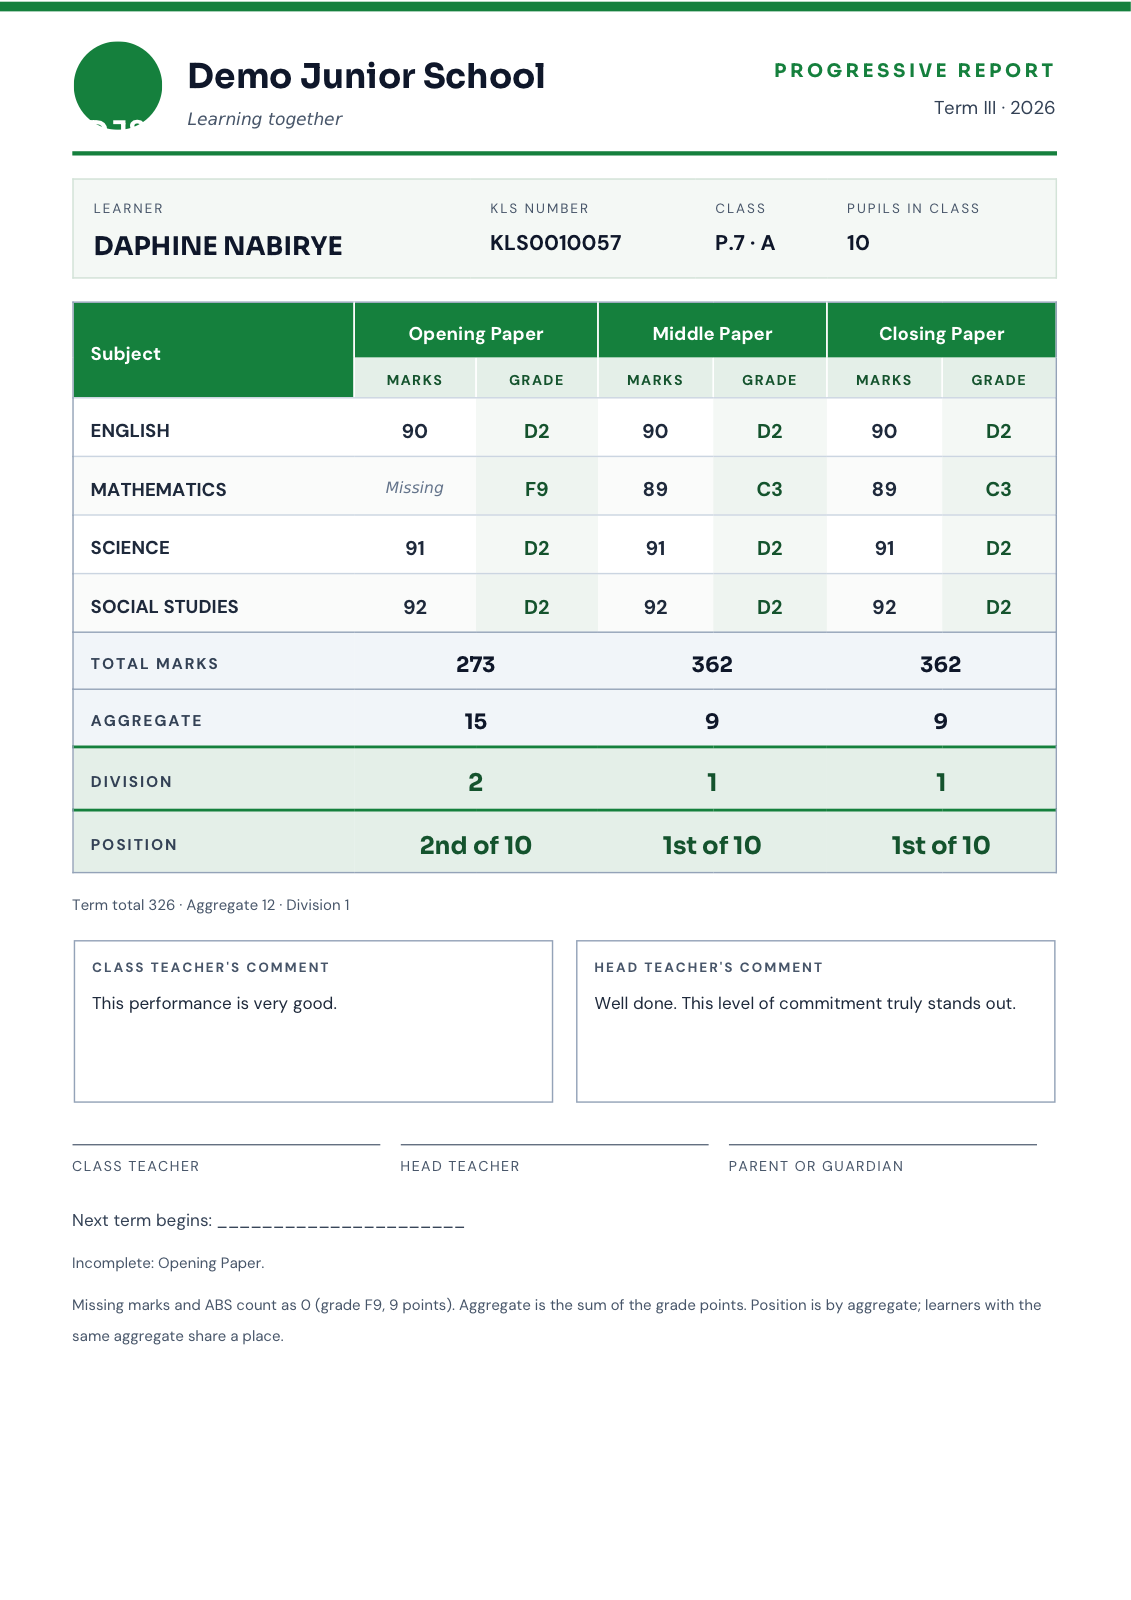 Demo Junior School
Learning together
PROGRESSIVE REPORT
Term III · 2026
LEARNER
DAPHINE NABIRYE
KLS NUMBER
KLS0010057
CLASS
P.7 · A
PUPILS IN CLASS
10
Subject Opening Paper Middle Paper Closing Paper
MARKS GRADE MARKS GRADE MARKS GRADE
ENGLISH 90 D2 90 D2 90 D2
MATHEMATICS Missing F9 89 C3 89 C3
SCIENCE 91 D2 91 D2 91 D2
SOCIAL STUDIES 92 D2 92 D2 92 D2
TOTAL MARKS 273 362 362
AGGREGATE 15 9 9
DIVISION 2 1 1
POSITION 2nd of 10 1st of 10 1st of 10
Term total 326 · Aggregate 12 · Division 1
CLASS TEACHER'S COMMENT
This performance is very good.
HEAD TEACHER'S COMMENT
Well done. This level of commitment truly stands out.
CLASS TEACHER HEAD TEACHER PARENT OR GUARDIAN
Next term begins: ______________________
Incomplete: Opening Paper.
Missing marks and ABS count as 0 (grade F9, 9 points). Aggregate is the sum of the grade points. Position is by aggregate; learners with the
same aggregate share a place.